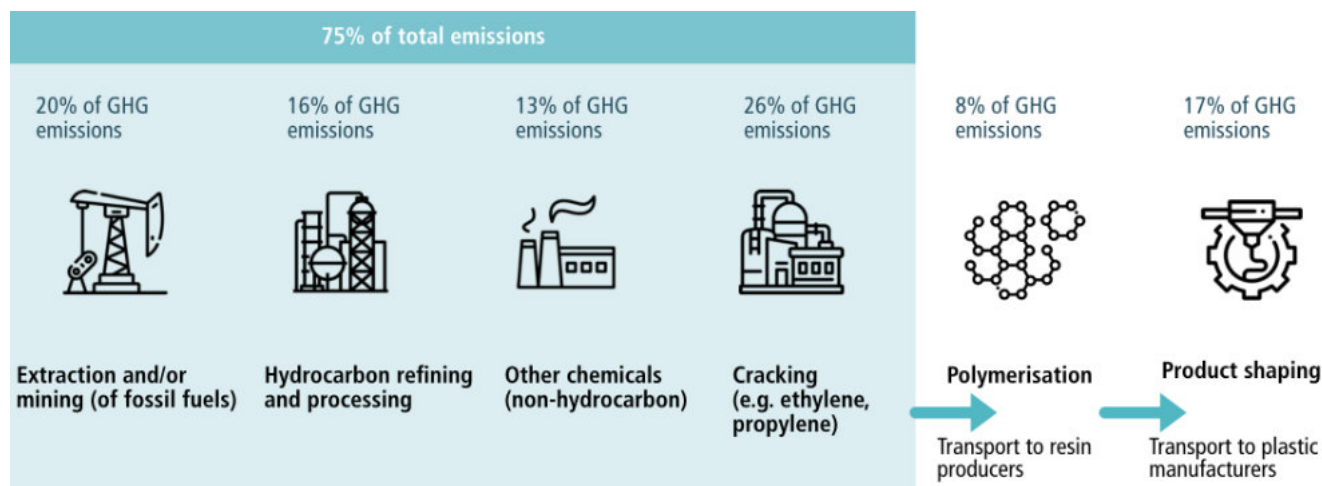 75% of total emissions
20% of GHG
emissions
16% of GHG
emissions
13% of GHG
emissions
26% of GHG
emissions
8% of GHG
emissions
17% of GHG
emissions
Extraction and/or
mining (of fossil fuels)
Hydrocarbon refining
and processing
Other chemicals
(non-hydrocarbon)
Cracking
(e.g. ethylene,
propylene)
Polymerisation
Product shaping
Transport to resin
producers
Transport to plastic
manufacturers